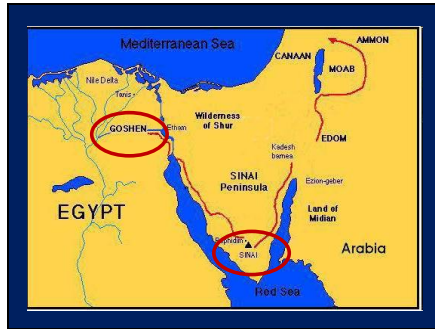 Mediterranean Sea
AMMON
CANAAN
MOAB
Nile Delta
Tanis
GOSHEN
Etham
Wilderness
of Shur
EDOM
Kadesh
barnea
SINAI
Peninsula
Ezion-geber
EGYPT
Land of
Midian
Rephidim
SINAI
Arabia
Red Sea